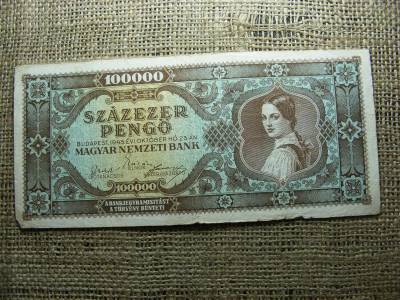 100000
SZÁZEZER
PENGŐ
BUDAPEST, 1945. ÉVI OKTÓBER HÓ 23-ÁN.
MAGYAR NEMZETI BANK
100000
A BANKJEGYHAMISÍTÁST
A TÖRVÉNY BÜNTETI